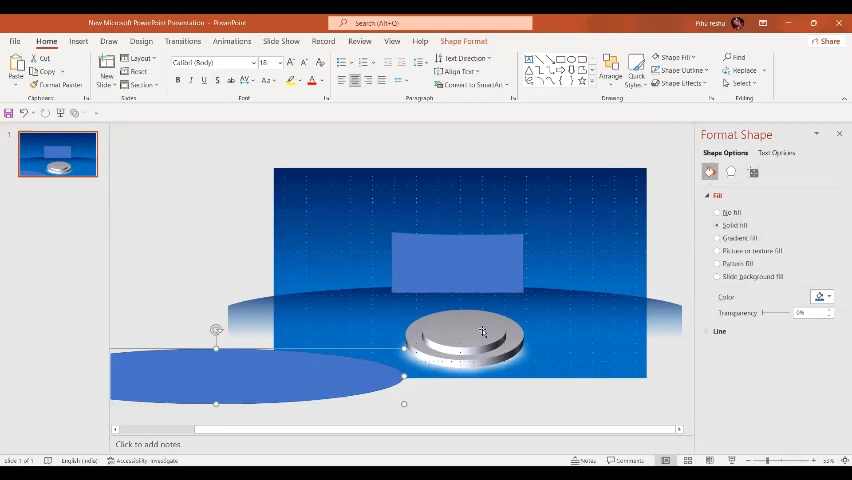 New Microsoft PowerPoint Presentation - PowerPoint
Search (Alt+Q)
Pihu reshu
File Home Insert Draw Design Transitions Animations Slide Show Record Review View Help Shape Format
Share
Paste
Cut
Copy
Format Painter
Clipboard
New
Slide
Layout
Reset
Section
Slides
Calibri (Body) 18
B I U S ab AV Aa A
Font
Text Direction
Align Text
Convert to SmartArt
Paragraph
Arrange
Quick
Styles
Shape Fill
Shape Outline
Shape Effects
Drawing
Find
Replace
Select
Editing
1
Format Shape
Shape Options Text Options
Fill
No fill
Solid fill
Gradient fill
Picture or texture fill
Pattern fill
Slide background fill
Color
Transparency 0%
Line
Click to add notes
Slide 1 of 1 English (India) Accessibility: Investigate
Notes Comments